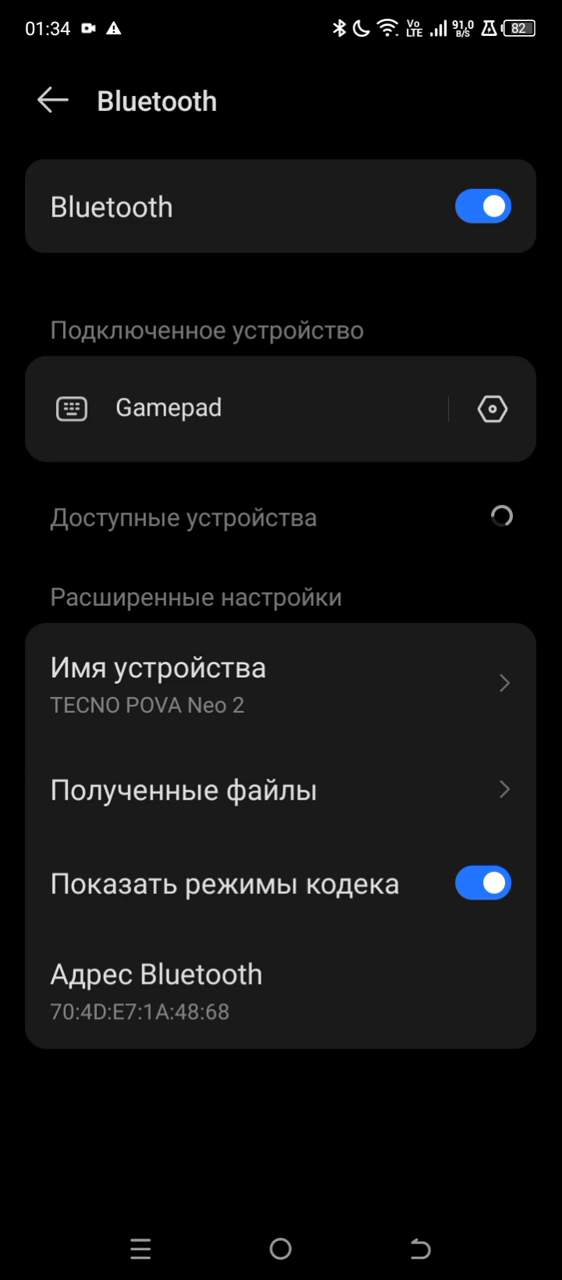 01:34
Vo LTE 91,0 B/S 82
Bluetooth
Bluetooth
Подключенное устройство
Gamepad
Доступные устройства
Расширенные настройки
Имя устройства
TECNO POVA Neo 2
Полученные файлы
Показать режимы кодека
Адрес Bluetooth
70:4D:E7:1A:48:68